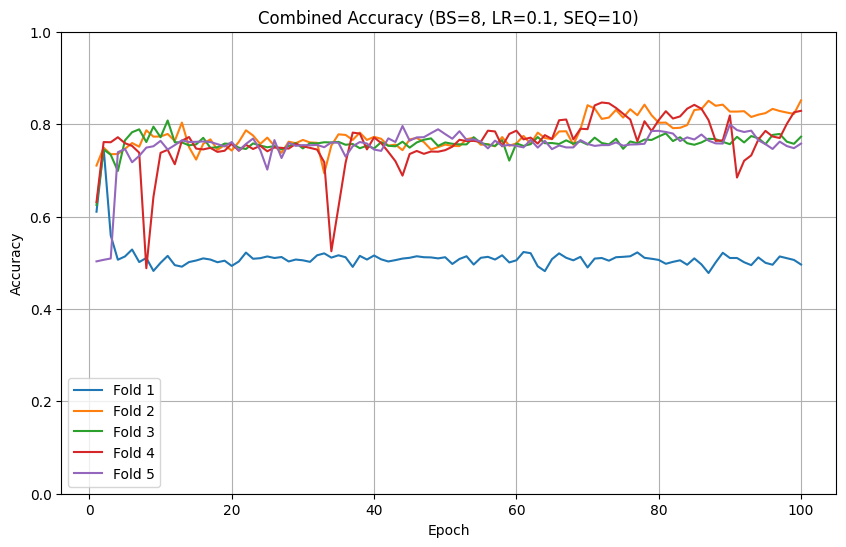 Combined Accuracy (BS=8, LR=0.1, SEQ=10)
1.0
0.8
0.6
0.4
0.2
0.0
Accuracy
Fold 1
Fold 2
Fold 3
Fold 4
Fold 5
0 20 40 60 80 100
Epoch